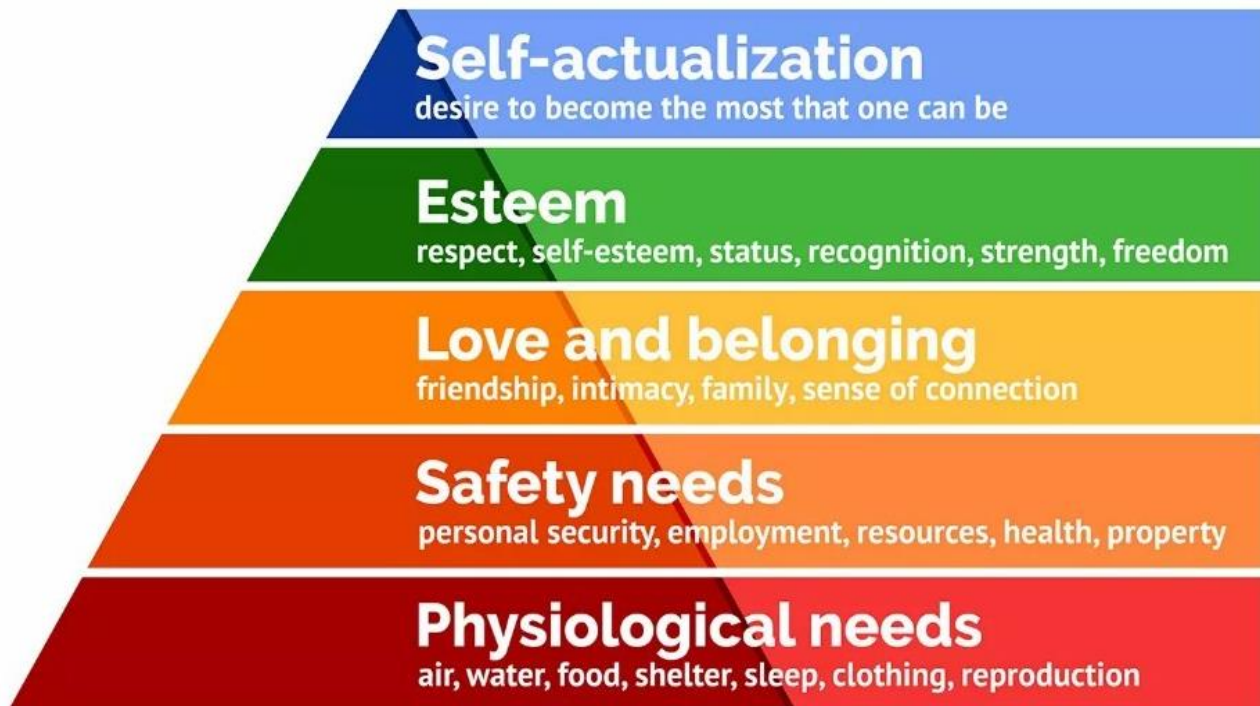 Self-actualization
desire to become the most that one can be
Esteem
respect, self-esteem, status, recognition, strength, freedom
Love and belonging
friendship, intimacy, family, sense of connection
Safety needs
personal security, employment, resources, health, property
Physiological needs
air, water, food, shelter, sleep, clothing, reproduction